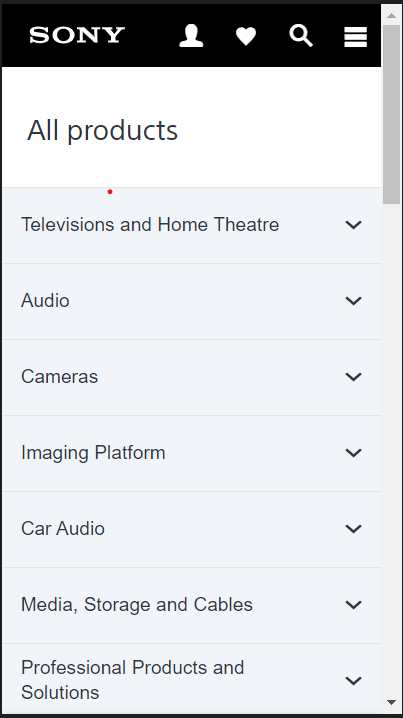 SONY
All products
Televisions and Home Theatre
Audio
Cameras
Imaging Platform
Car Audio
Media, Storage and Cables
Professional Products and
Solutions